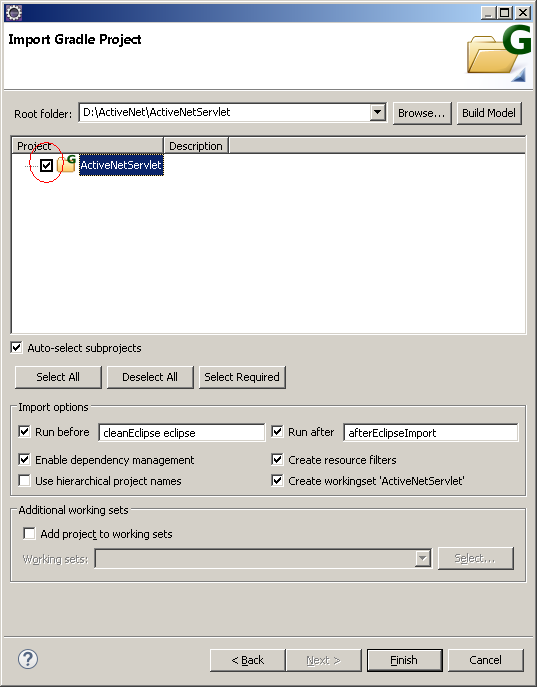 Import Gradle Project
G
Root folder: D:\ActiveNet\ActiveNetServlet Browse... Build Model
Project Description
G ActiveNetServlet
Auto-select subprojects
Select All Deselect All Select Required
Import options
Run before cleanEclipse eclipse Run after afterEclipseImport
Enable dependency management Create resource filters
Use hierarchical project names Create workingset 'ActiveNetServlet'
Additional working sets
Add project to working sets
Working sets: Select...
? < Back Next > Finish Cancel